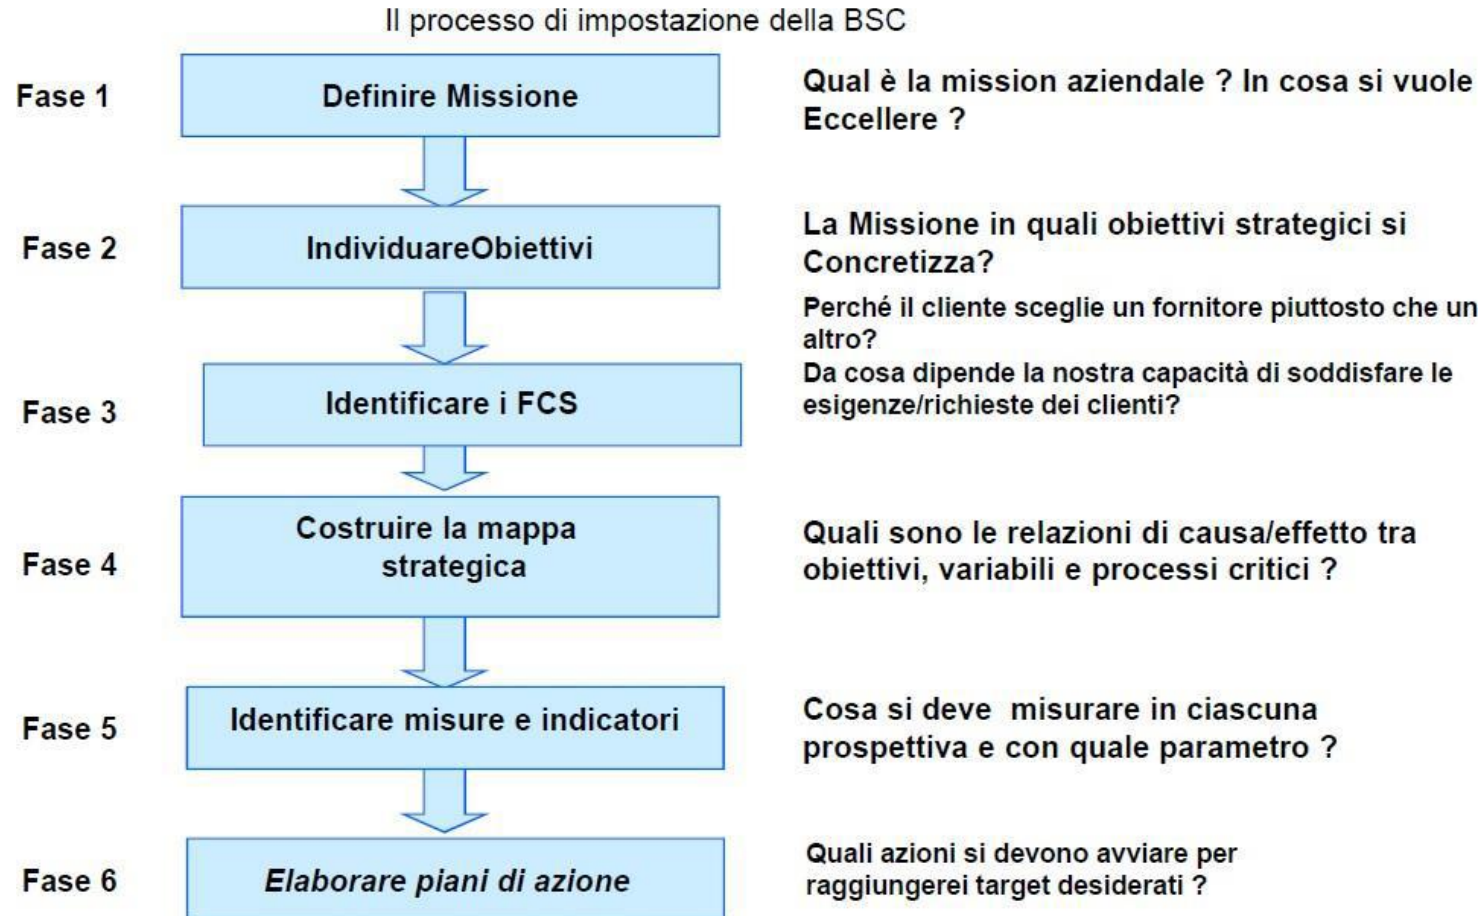 Il processo di impostazione della BSC
Fase 1
Definire Missione
Qual è la mission aziendale ? In cosa si vuole
Eccellere ?
Fase 2
IndividuareObiettivi
La Missione in quali obiettivi strategici si
Concretizza?
Perché il cliente sceglie un fornitore piuttosto che un
altro?
Da cosa dipende la nostra capacità di soddisfare le
esigenze/richieste dei clienti?
Fase 3
Identificare i FCS
Fase 4
Costruire la mappa
strategica
Quali sono le relazioni di causa/effetto tra
obiettivi, variabili e processi critici ?
Fase 5
Identificare misure e indicatori
Cosa si deve misurare in ciascuna
prospettiva e con quale parametro ?
Fase 6
Elaborare piani di azione
Quali azioni si devono avviare per
raggiungerei target desiderati ?